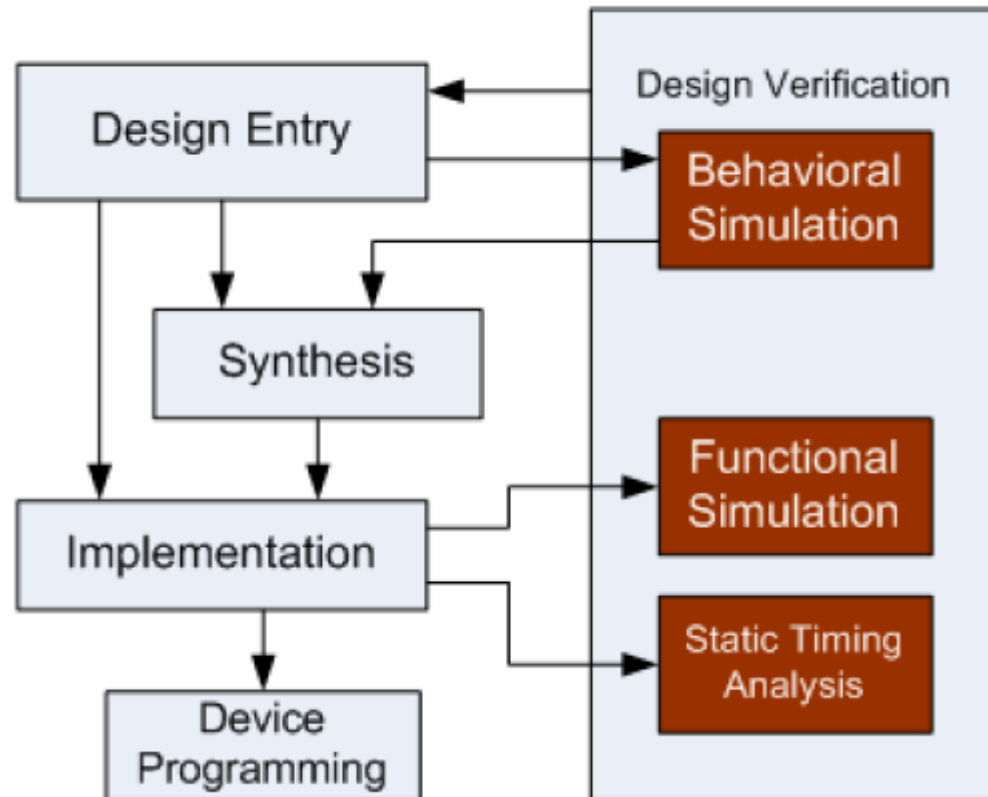 Design Entry
Design Verification
Behavioral
Simulation
Synthesis
Functional
Simulation
Implementation
Static Timing
Analysis
Device
Programming